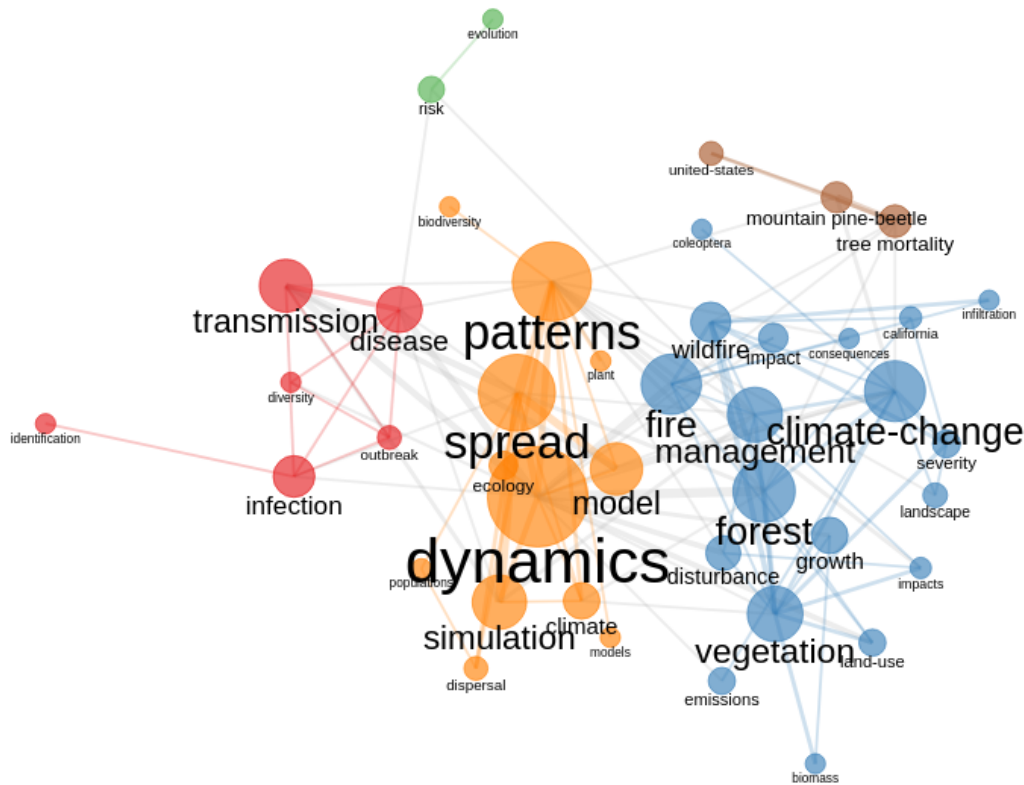 evolution
risk
united-states
biodiversity
mountain pine-beetle
coleoptera
tree mortality
infiltration
transmission
disease
patterns
wildfire
impact
consequences
california
plant
diversity
identification
outbreak
spread
fire
management
climate-change
severity
ecology
infection
model
landscape
forest
dynamics
disturbance
growth
populations
impacts
simulation
climate
models
vegetation
land-use
dispersal
emissions
biomass